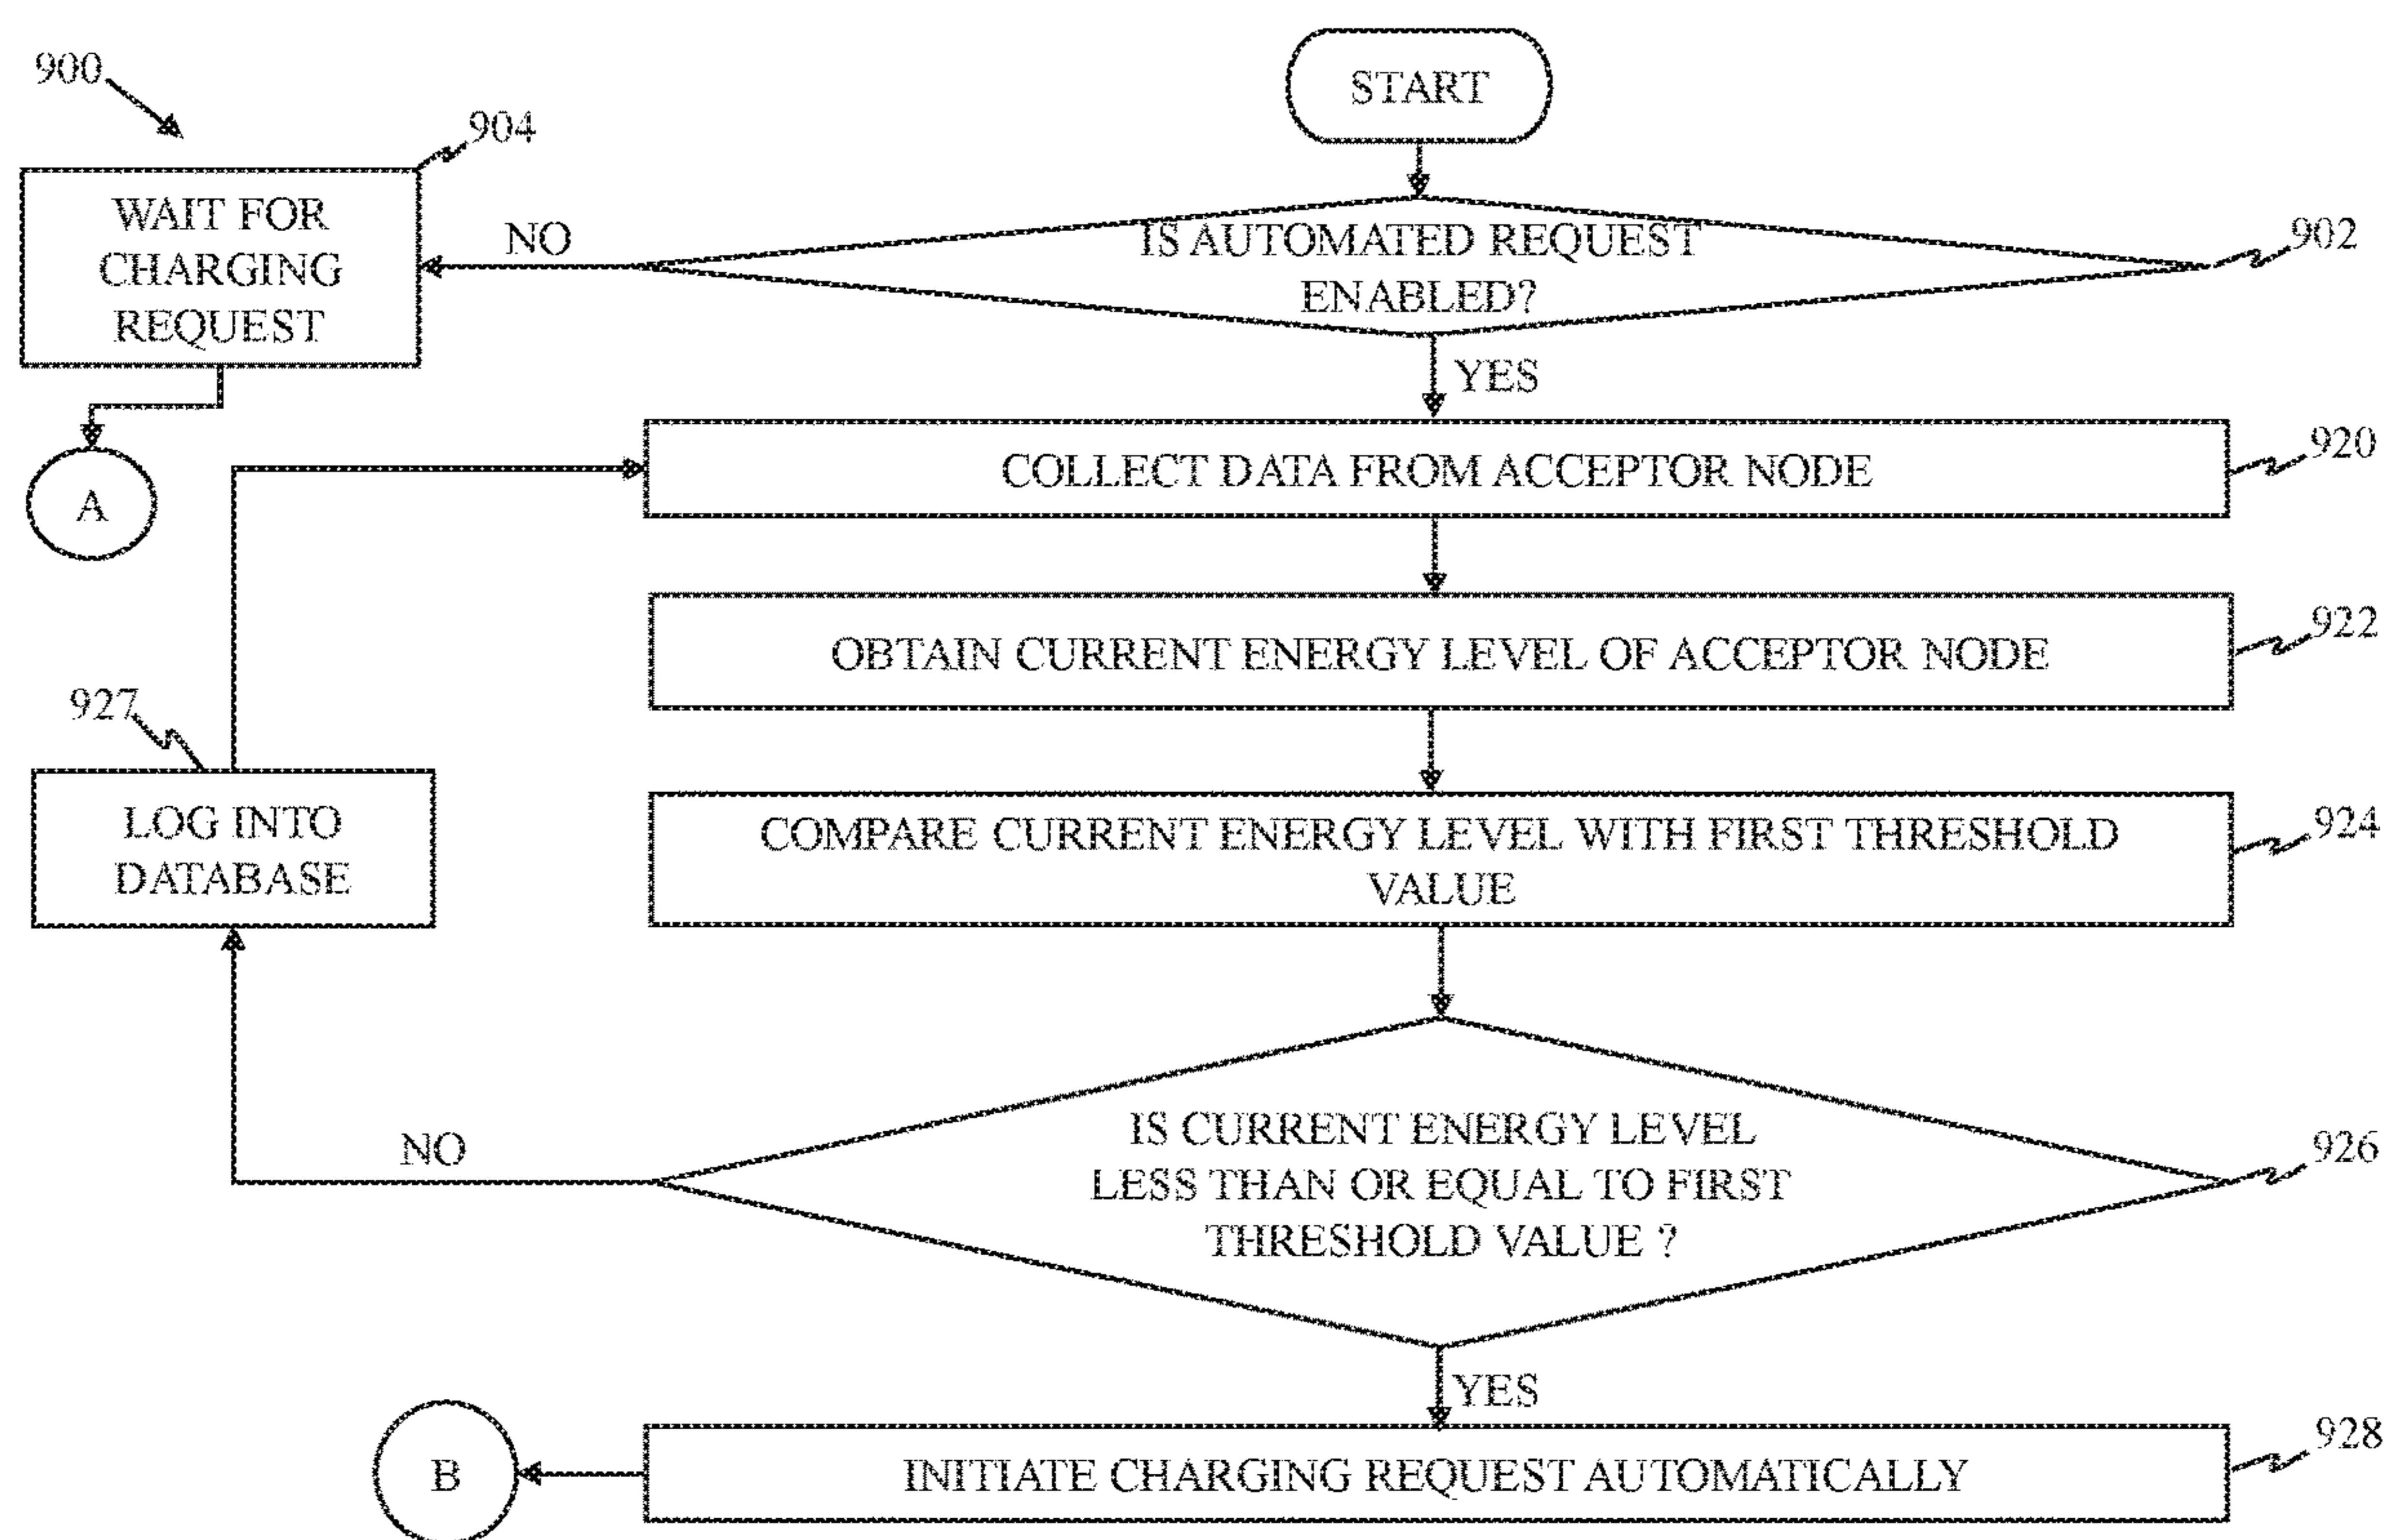 900
START
904
WAIT FOR
CHARGING
REQUEST
NO
IS AUTOMATED REQUEST
ENABLED?
902
YES
A
COLLECT DATA FROM ACCEPTOR NODE
920
OBTAIN CURRENT ENERGY LEVEL OF ACCEPTOR NODE
922
927
LOG INTO
DATABASE
COMPARE CURRENT ENERGY LEVEL WITH FIRST THRESHOLD
VALUE
924
NO
IS CURRENT ENERGY LEVEL
LESS THAN OR EQUAL TO FIRST
THRESHOLD VALUE ?
926
YES
B
INITIATE CHARGING REQUEST AUTOMATICALLY
928